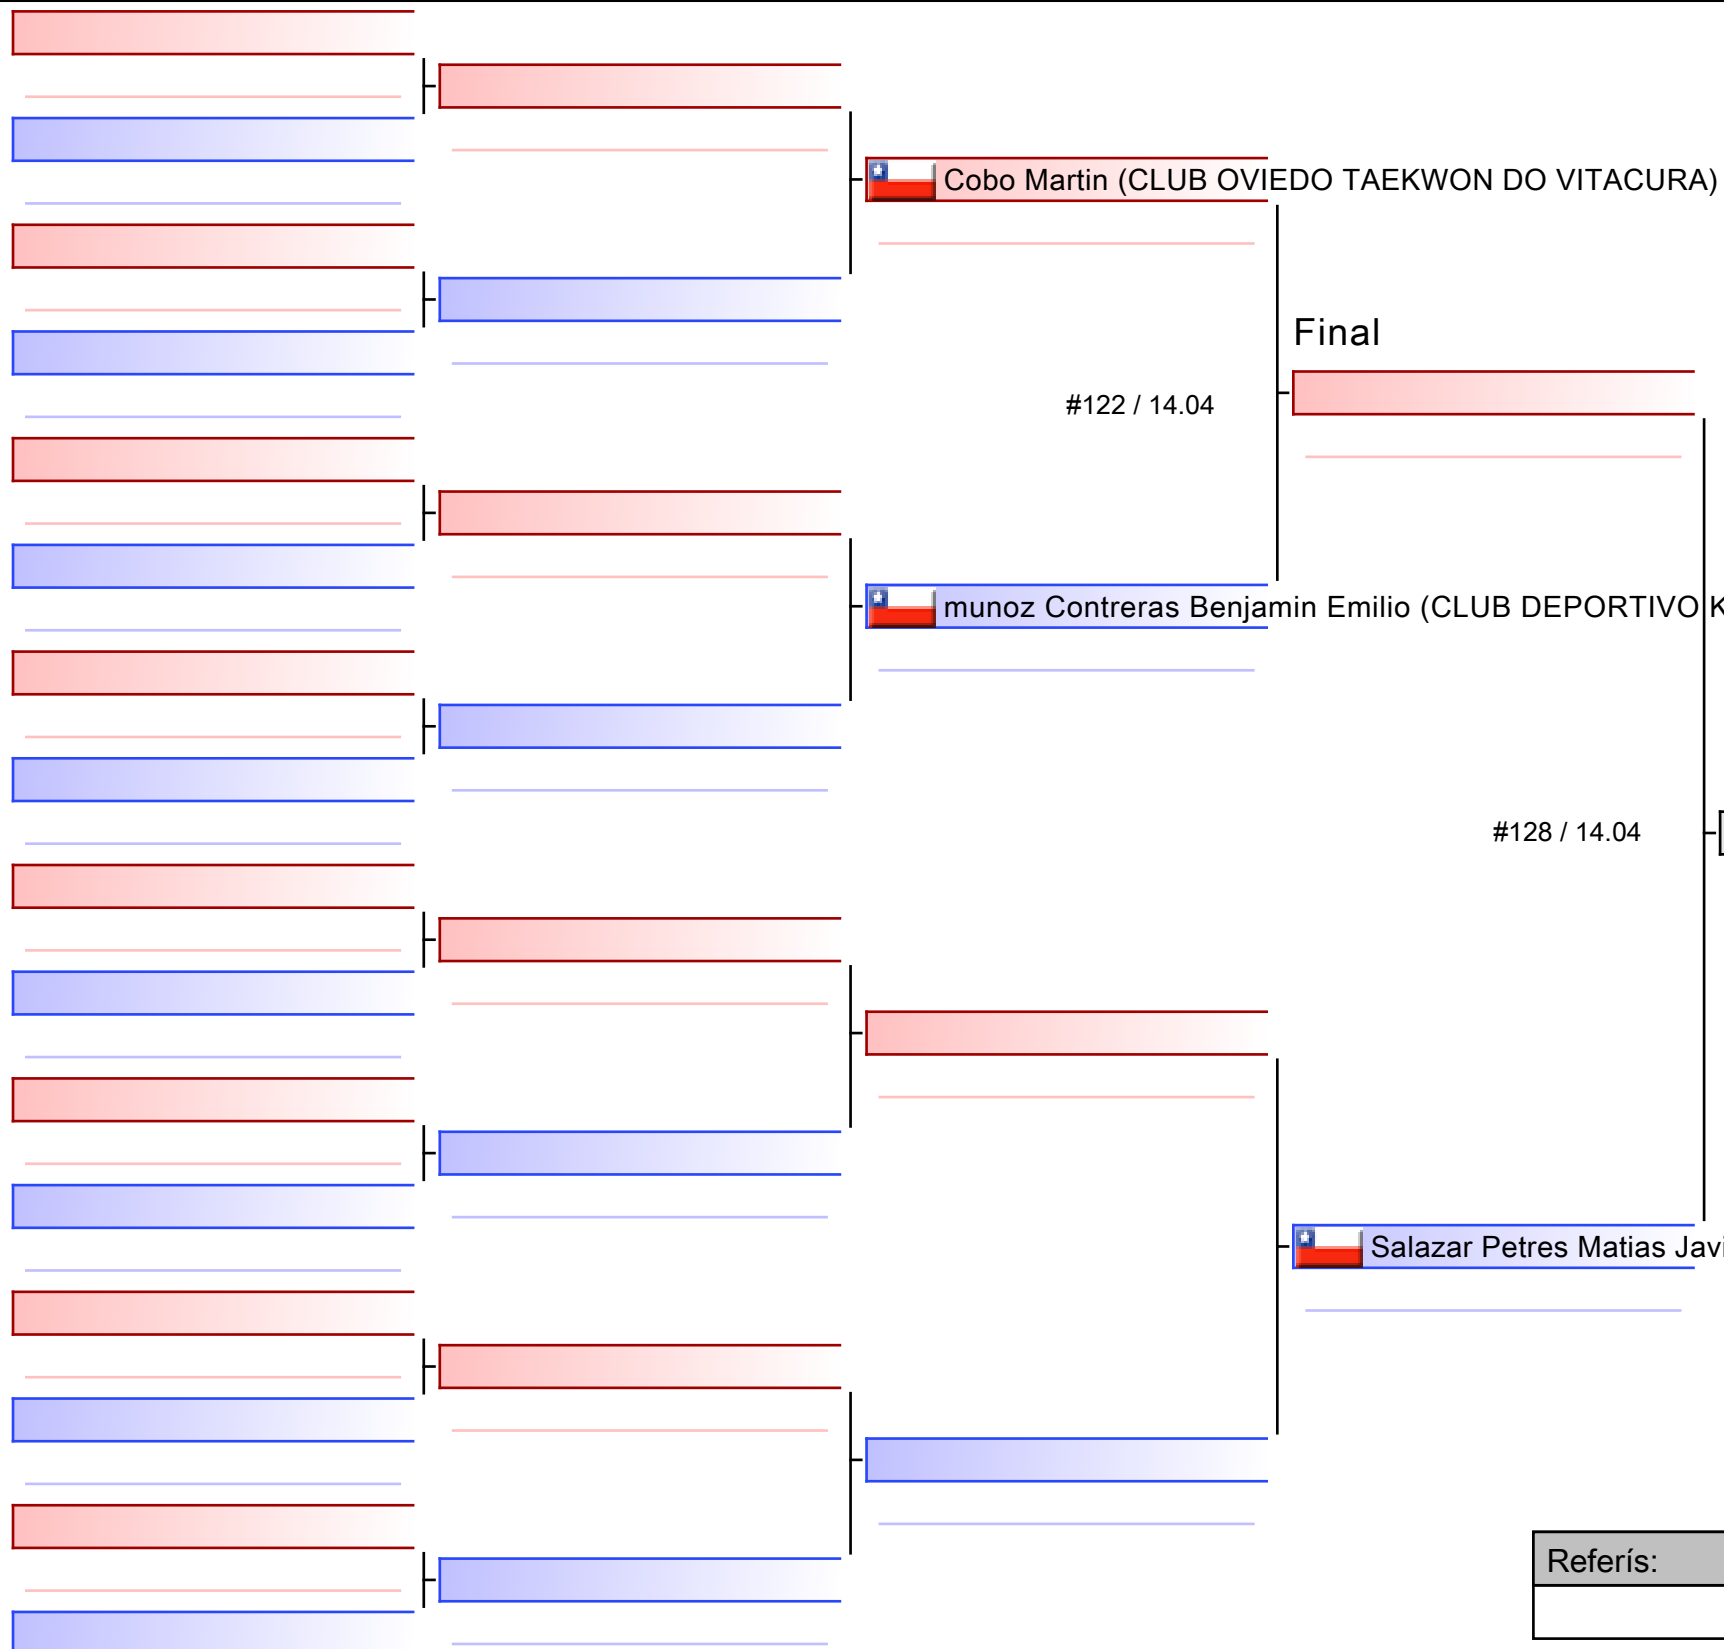 Cobo Martin (CLUB OVIEDO TAEKWON DO VITACURA)
Final
#122 / 14.04
munoz Contreras Benjamin Emilio (CLUB DEPORTIVO K
#128 / 14.04
Salazar Petres Matias Javi
Referís: